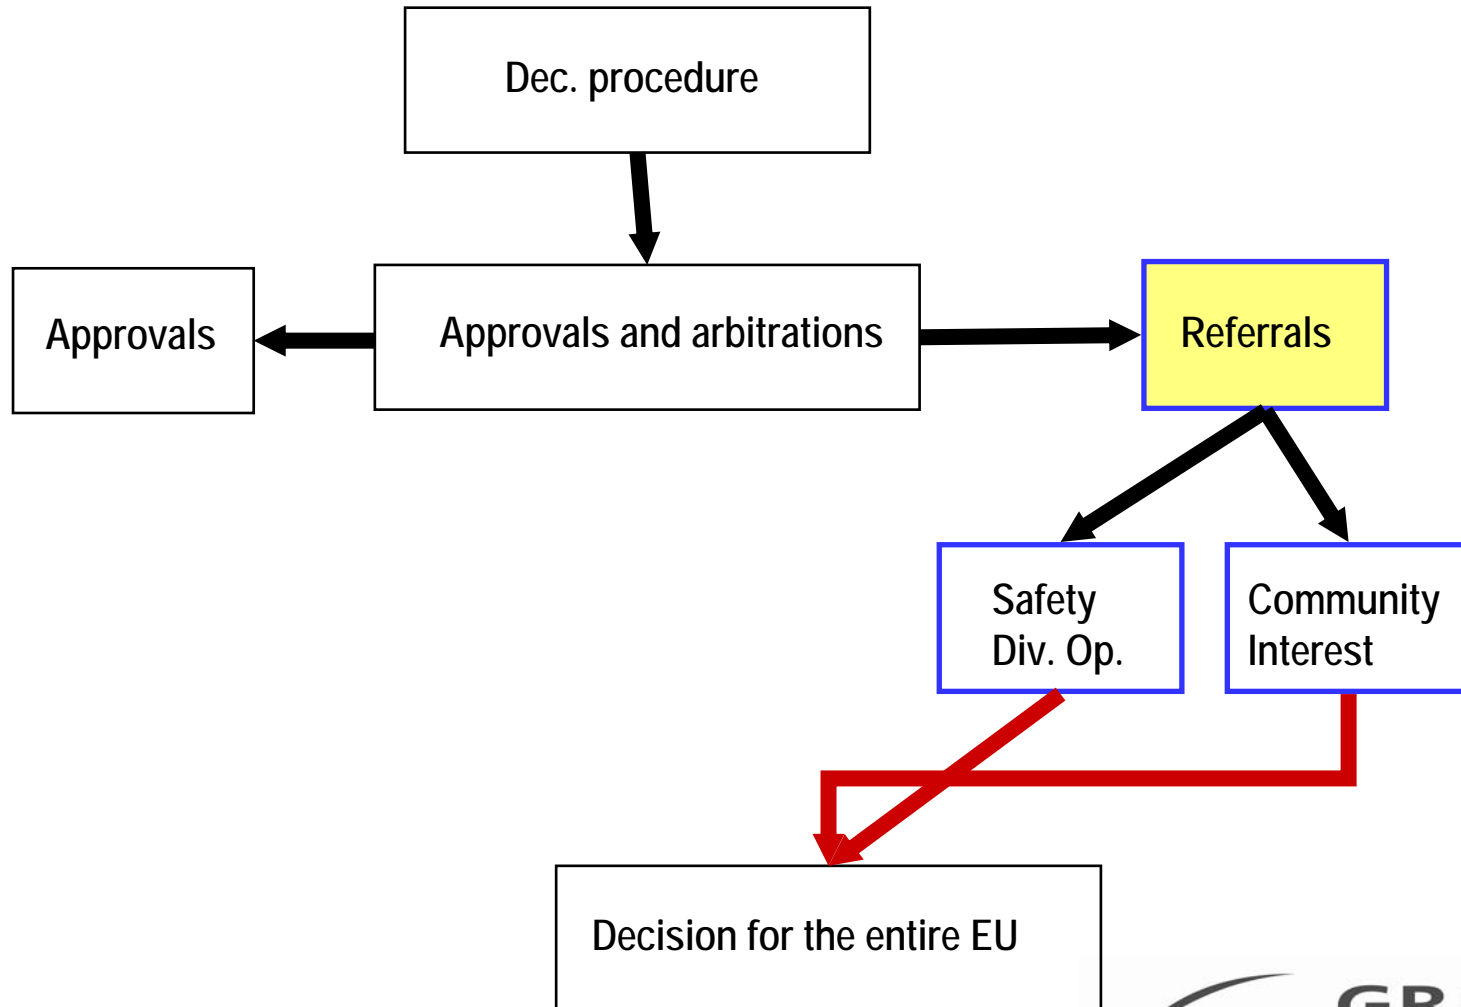 Dec. procedure
Approvals
Approvals and arbitrations
Referrals
Safety
Div. Op.
Community
Interest
Decision for the entire EU